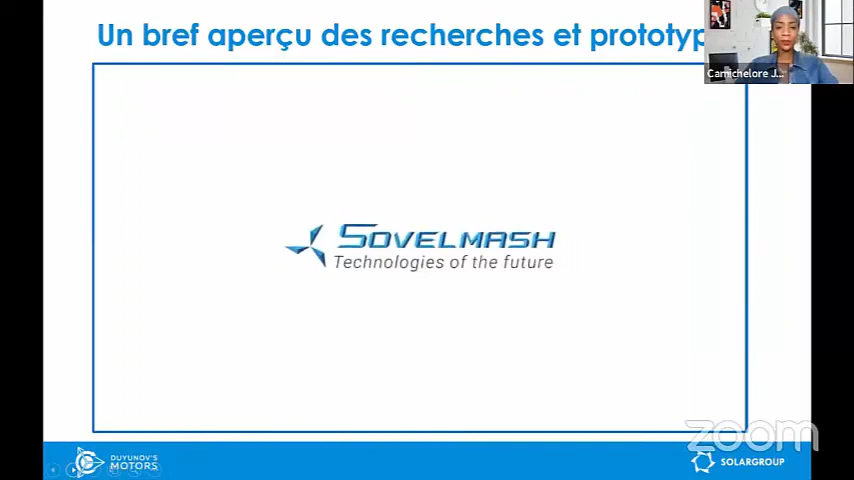 Un bref aperçu des recherches et prototyp
Camichelore J...
SOVELMASH
Technologies of the future
zoom
DUYUNOV'S
MOTORS
SOLARGROUP